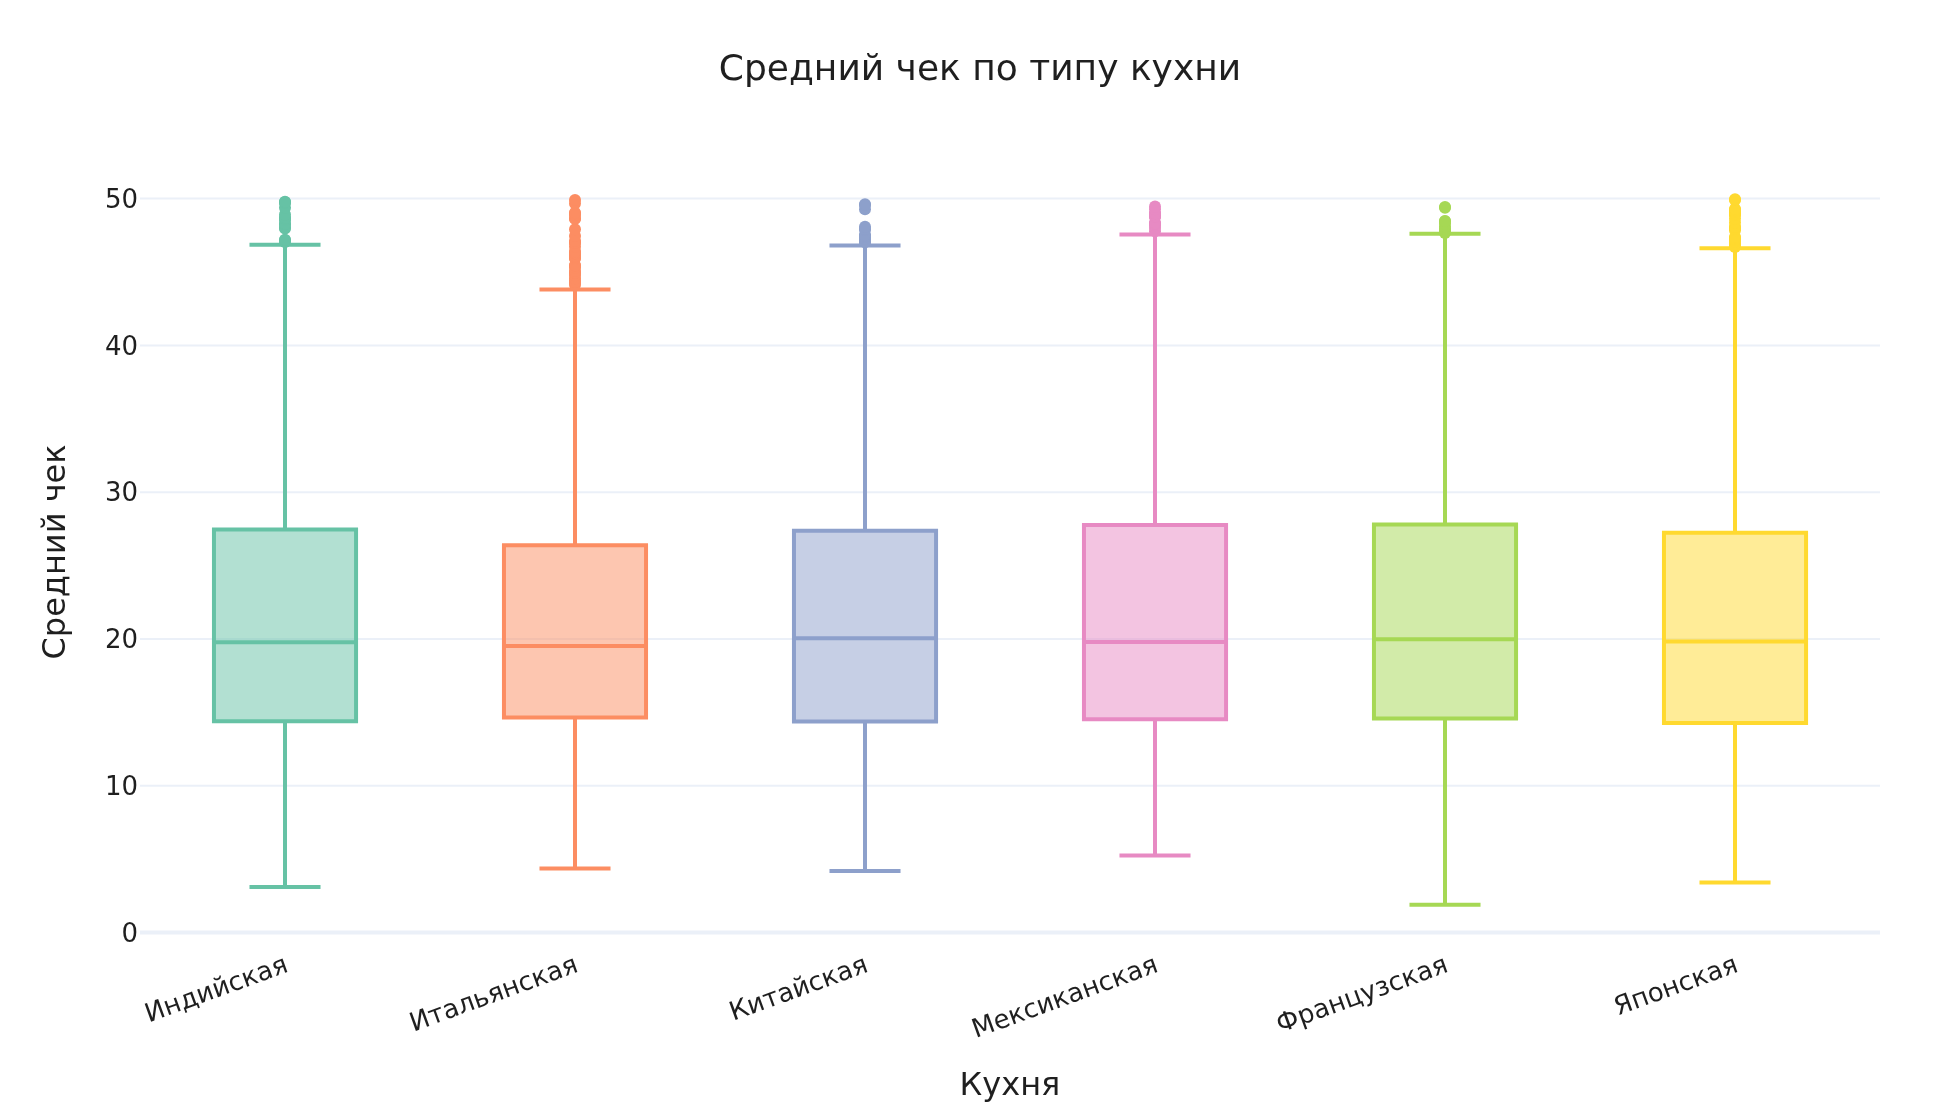 Средний чек по типу кухни
Средний чек
50
40
30
20
10
0
Индийская
Итальянская
Китайская
Мексиканская
Французская
Японская
Кухня